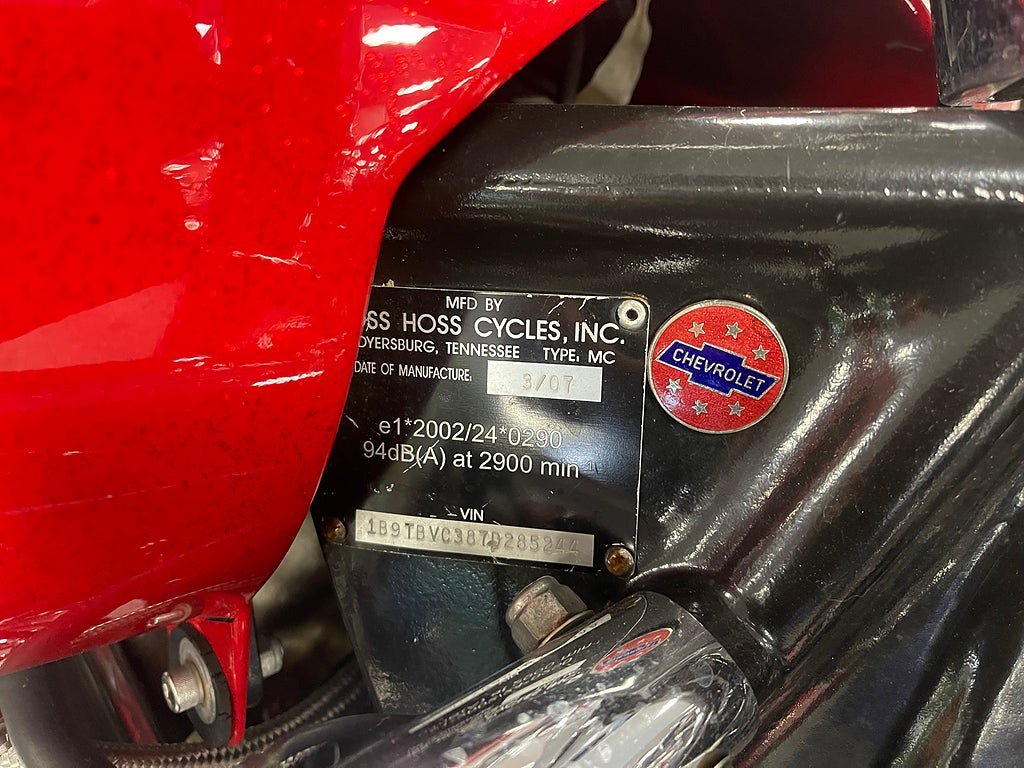 MFD BY
SS HOSS CYCLES, INC.
DYERSBURG, TENNESSEE TYPE: MC
DATE OF MANUFACTURE: 3/07
e1*2002/24*0290
94dB(A) at 2900 min⁻¹
VIN
1B9TBVC387D285244
CHEVROLET